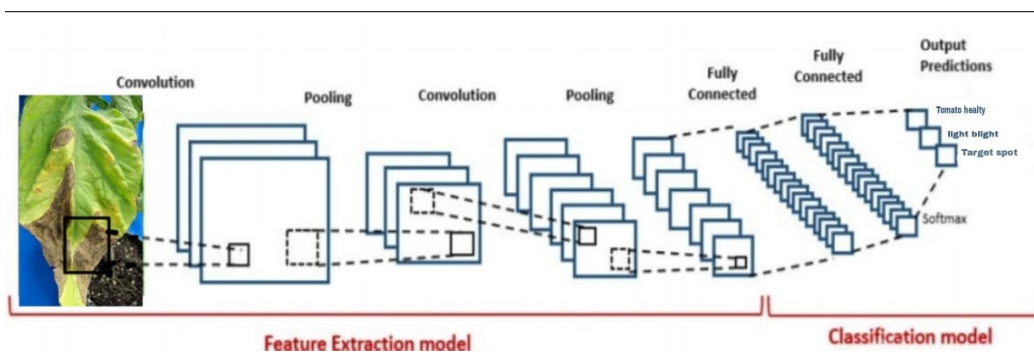 Convolution
Pooling
Convolution
Pooling
Fully
Connected
Fully
Connected
Output
Predictions
Tomato healty
light blight
Target spot
Softmax
Feature Extraction model
Classification model